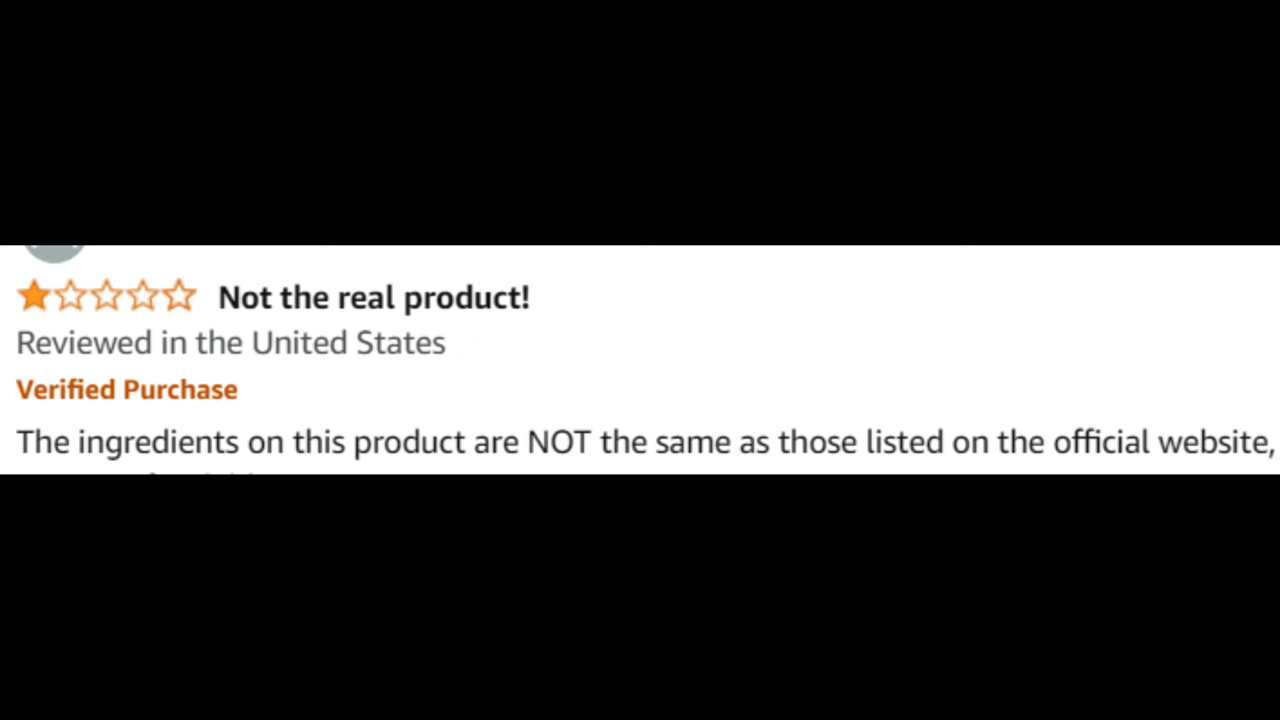 Not the real product!
Reviewed in the United States
Verified Purchase
The ingredients on this product are NOT the same as those listed on the official website,